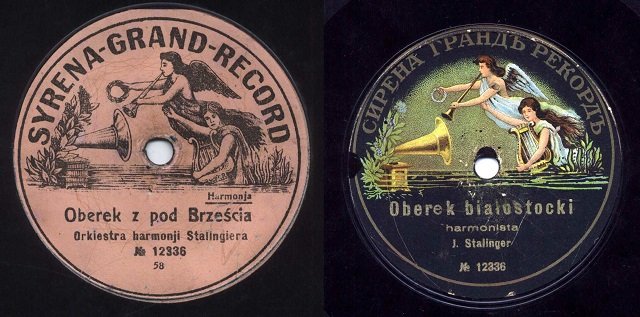 SYRENA-GRAND-RECORD
Harmonja
Oberek z pod Brześcia
Orkiestra harmonji Stalingiera
№ 12336
58
СИРЕНА ГРАНДЪ РЕКОРДЪ
Oberek białostocki
harmonista
J. Stalinger
№ 12336